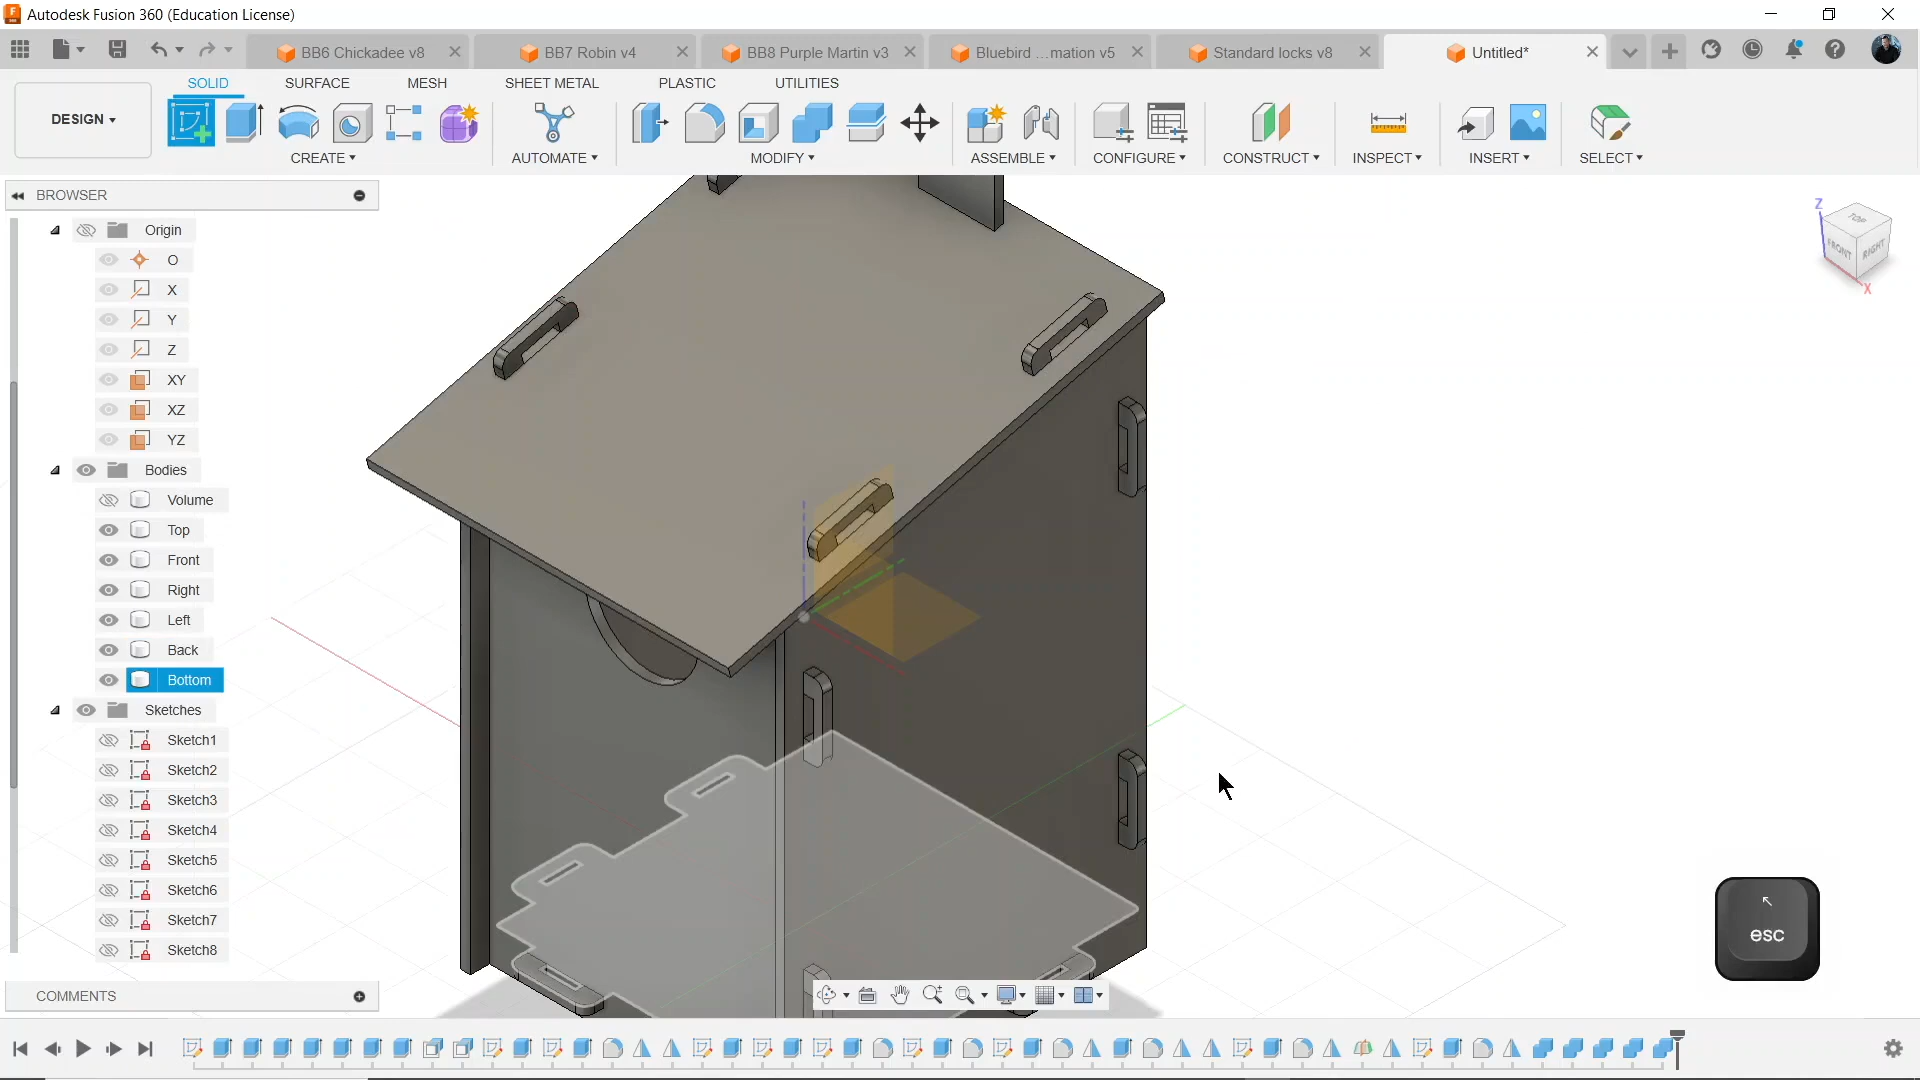 Autodesk Fusion 360 (Education License)
BB6 Chickadee v8
BB7 Robin v4
BB8 Purple Martin v3
Bluebird ...mation v5
Standard locks v8
Untitled*
DESIGN
SOLID
SURFACE
MESH
SHEET METAL
PLASTIC
UTILITIES
CREATE
AUTOMATE
MODIFY
ASSEMBLE
CONFIGURE
CONSTRUCT
INSPECT
INSERT
SELECT
BROWSER
Origin
O
X
Y
Z
XY
XZ
YZ
Bodies
Volume
Top
Front
Right
Left
Back
Bottom
Sketches
Sketch1
Sketch2
Sketch3
Sketch4
Sketch5
Sketch6
Sketch7
Sketch8
COMMENTS
Z
TOP
FRONT
RIGHT
X
esc